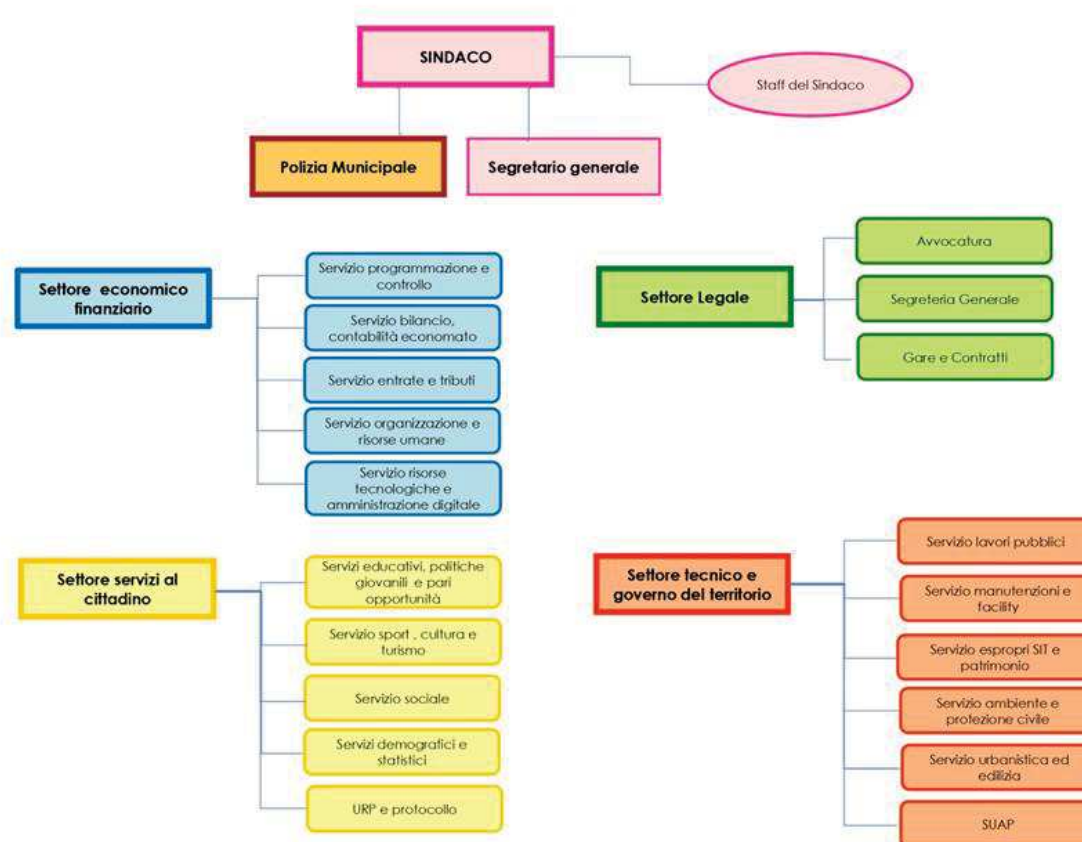 SINDACO
Staff del Sindaco
Polizia Municipale
Segretario generale
Settore economico
finanziario
Servizio programmazione e
controllo
Servizio bilancio,
contabilità economato
Servizio entrate e tributi
Servizio organizzazione e
risorse umane
Servizio risorse
tecnologiche e
amministrazione digitale
Settore Legale
Avvocatura
Segreteria Generale
Gare e Contratti
Settore servizi al
cittadino
Servizi educativi, politiche
giovanili e pari
opportunità
Servizio sport , cultura e
turismo
Servizio sociale
Servizi demografici e
statistici
URP e protocollo
Settore tecnico e
governo del territorio
Servizio lavori pubblici
Servizio manutenzioni e
facility
Servizio espropri SIT e
patrimonio
Servizio ambiente e
protezione civile
Servizio urbanistica ed
edilizia
SUAP